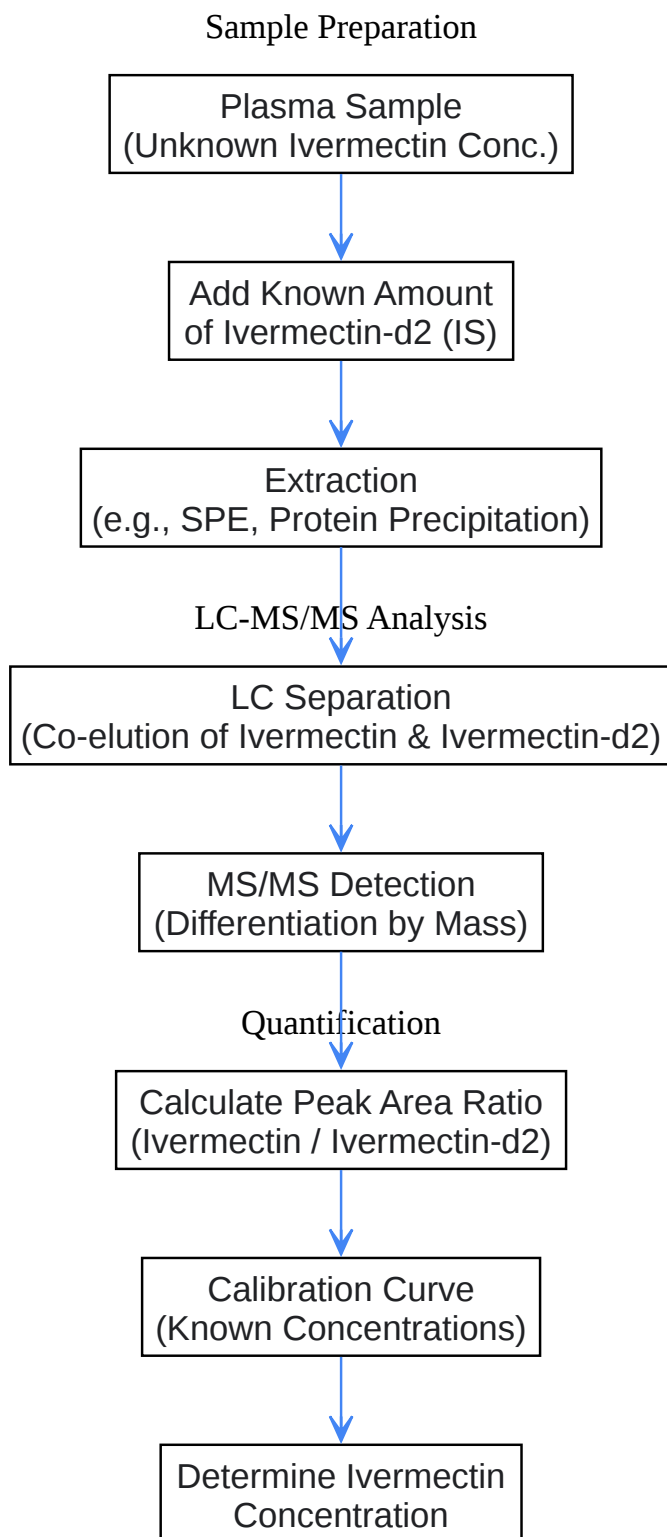 Sample Preparation
Plasma Sample
(Unknown Ivermectin Conc.)
Add Known Amount
of Ivermectin-d2 (IS)
Extraction
(e.g., SPE, Protein Precipitation)
LC-MS/MS Analysis
LC Separation
(Co-elution of Ivermectin & Ivermectin-d2)
MS/MS Detection
(Differentiation by Mass)
Quantification
Calculate Peak Area Ratio
(Ivermectin / Ivermectin-d2)
Calibration Curve
(Known Concentrations)
Determine Ivermectin
Concentration